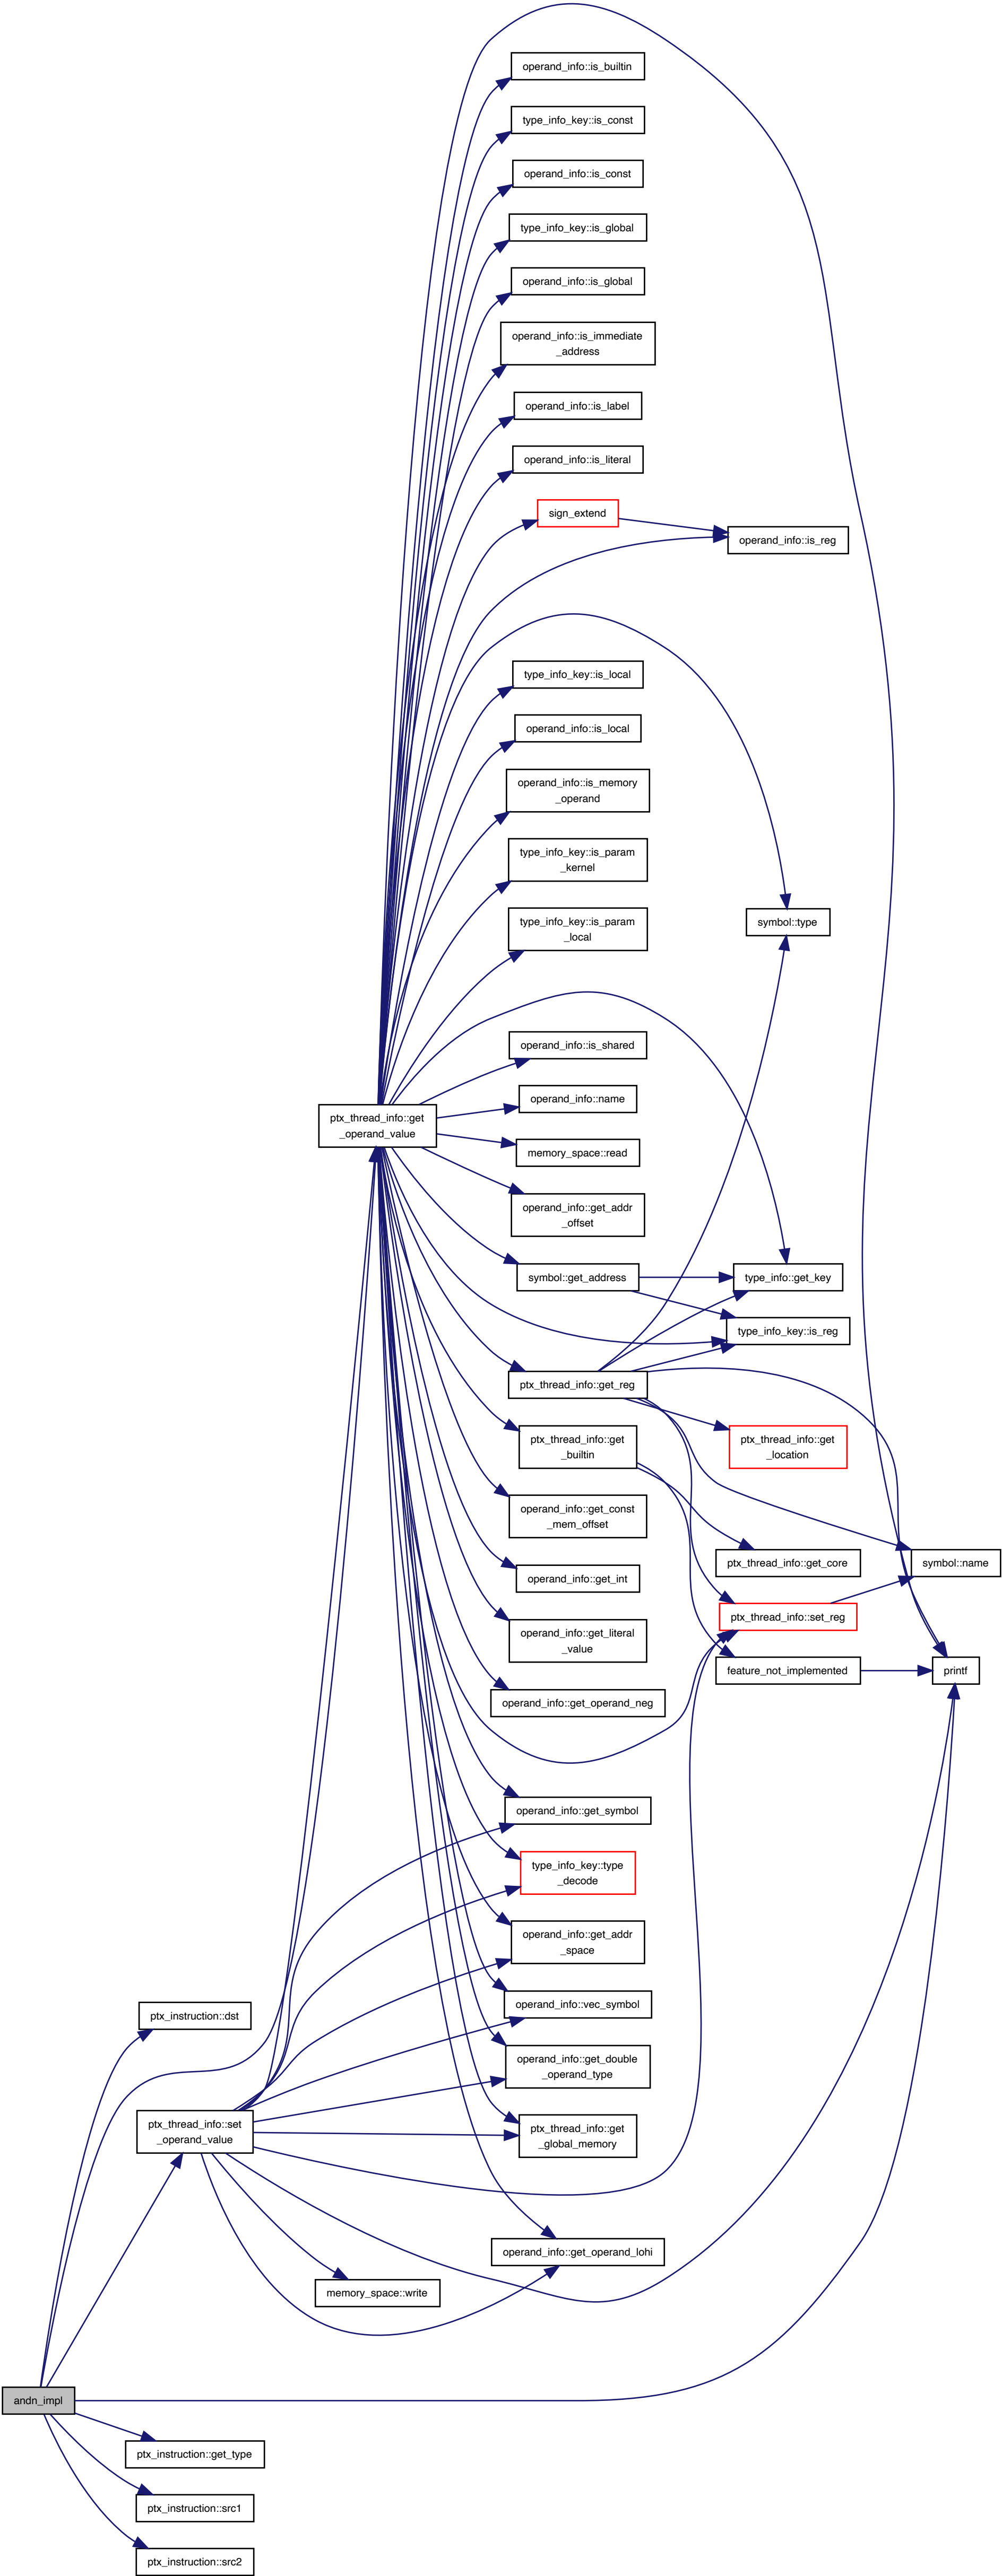 operand_info::is_builtin
type_info_key::is_const
operand_info::is_const
type_info_key::is_global
operand_info::is_global
operand_info::is_immediate
_address
operand_info::is_label
operand_info::is_literal
sign_extend
operand_info::is_reg
type_info_key::is_local
operand_info::is_local
operand_info::is_memory
_operand
type_info_key::is_param
_kernel
type_info_key::is_param
_local
symbol::type
operand_info::is_shared
operand_info::name
ptx_thread_info::get
_operand_value
memory_space::read
operand_info::get_addr
_offset
symbol::get_address
type_info::get_key
type_info_key::is_reg
ptx_thread_info::get_reg
ptx_thread_info::get
_builtin
ptx_thread_info::get
_location
operand_info::get_const
_mem_offset
ptx_thread_info::get_core
symbol::name
operand_info::get_int
ptx_thread_info::set_reg
operand_info::get_literal
_value
feature_not_implemented
printf
operand_info::get_operand_neg
operand_info::get_symbol
type_info_key::type
_decode
operand_info::get_addr
_space
ptx_instruction::dst
operand_info::vec_symbol
operand_info::get_double
_operand_type
ptx_thread_info::set
_operand_value
ptx_thread_info::get
_global_memory
operand_info::get_operand_lohi
memory_space::write
andn_impl
ptx_instruction::get_type
ptx_instruction::src1
ptx_instruction::src2